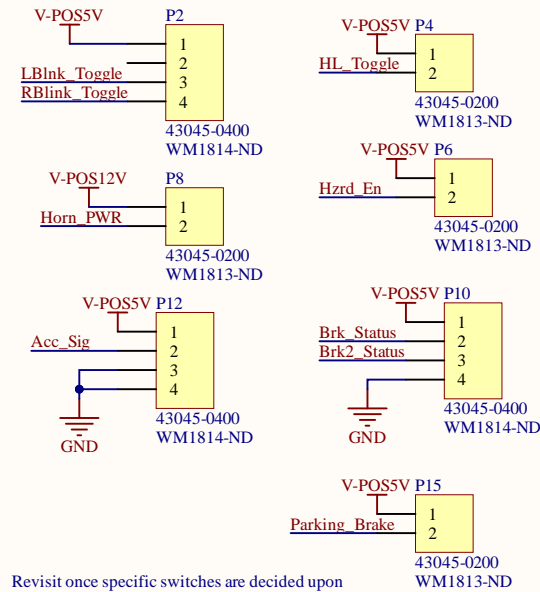 V-POS5V P2
1
2
LBlnk_Toggle 3
RBlink_Toggle 4
43045-0400
WM1814-ND
V-POS5V P4
1
HL_Toggle 2
43045-0200
WM1813-ND
V-POS12V P8
1
Horn_PWR 2
43045-0200
WM1813-ND
V-POS5V P6
1
Hzrd_En 2
43045-0200
WM1813-ND
V-POS5V P12
1
Acc_Sig 2
3
4
GND
43045-0400
WM1814-ND
V-POS5V P10
1
Brk_Status 2
Brk2_Status 3
4
GND
43045-0400
WM1814-ND
V-POS5V P15
1
Parking_Brake 2
43045-0200
WM1813-ND
Revisit once specific switches are decided upon